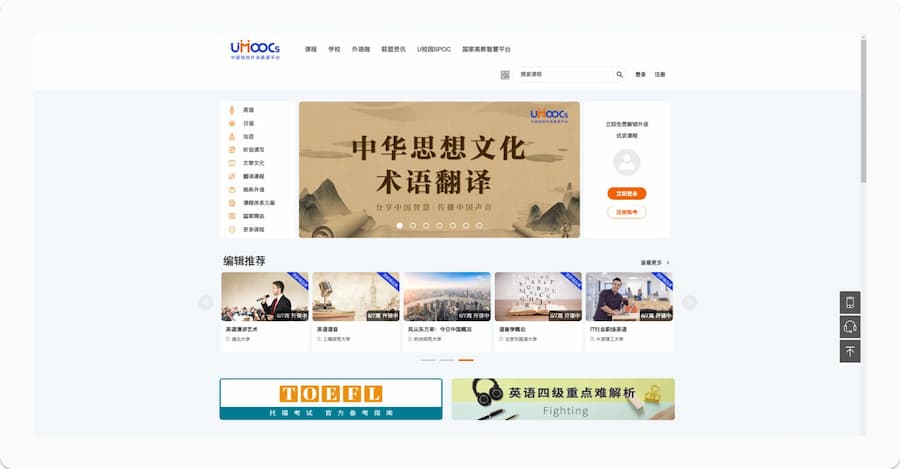 UMOOCs
中国高校外语慕课平台
课程 学校 外语咖 联盟资讯 U校园SPOC 国家高教智慧平台
搜索课程
登录 注册
英语
日语
法语
听说读写
文学文化
翻译课程
商务外语
课程体系方案
国家精品
更多课程
UMOOCs
中国高校外语慕课平台
中华思想文化
术语翻译
分享中国智慧 传播中国声音
立即免费解锁外语
优质课程
立即登录
注册账号
编辑推荐
查看更多 >
6/7周 开课中
英语演讲艺术
湖北大学
6/7周 开课中
英语语音
上海师范大学
风从东方来：今日中国概况
杭州师范大学
6/7周 开课中
语言学概论
北京外国语大学
6/7周 开课中
IT行业职场英语
大连理工大学
TOEFL
托福考试 官方备考指南
英语四级重点难解析
Fighting